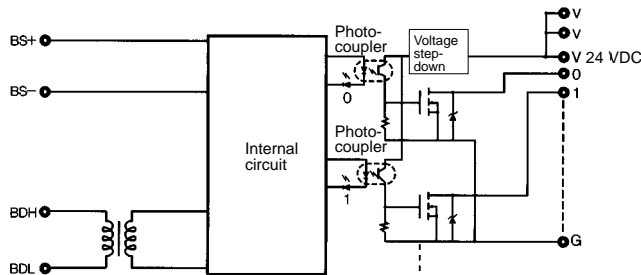 BS+
BS−
BDH
BDL
Internal
circuit
Photo-
coupler
0
Photo-
coupler
1
Voltage
step-
down
V
V
V 24 VDC
0
1
G